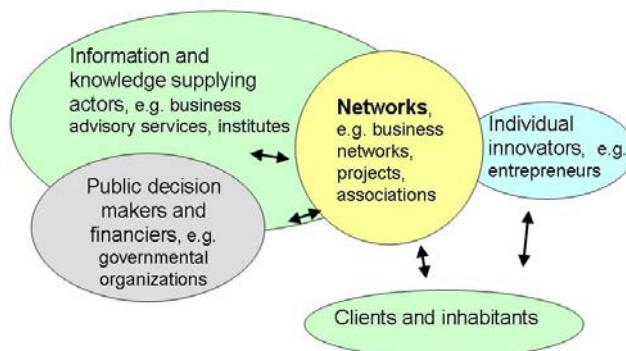 Information and
knowledge supplying
actors, e.g. business
advisory services, institutes
Networks,
e.g. business
networks,
projects,
associations
Individual
innovators, e.g.
entrepreneurs
Public decision
makers and
financiers, e.g.
governmental
organizations
Clients and inhabitants